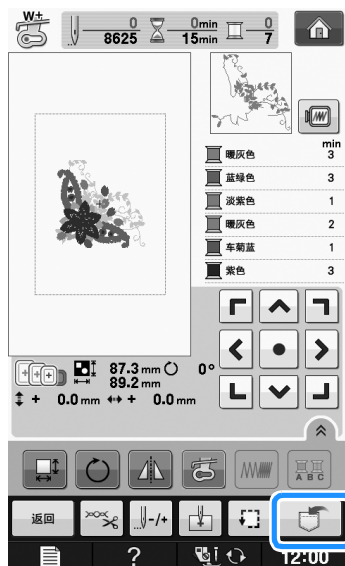 W+
0 0min 0
8625 15min 7
min
暖灰色 3
蓝绿色 3
淡紫色 1
暖灰色 2
车菊蓝 1
紫色 3
87.3 mm 0°
89.2 mm
+ 0.0 mm + 0.0 mm
A B C
返回 -/+
? 12:00